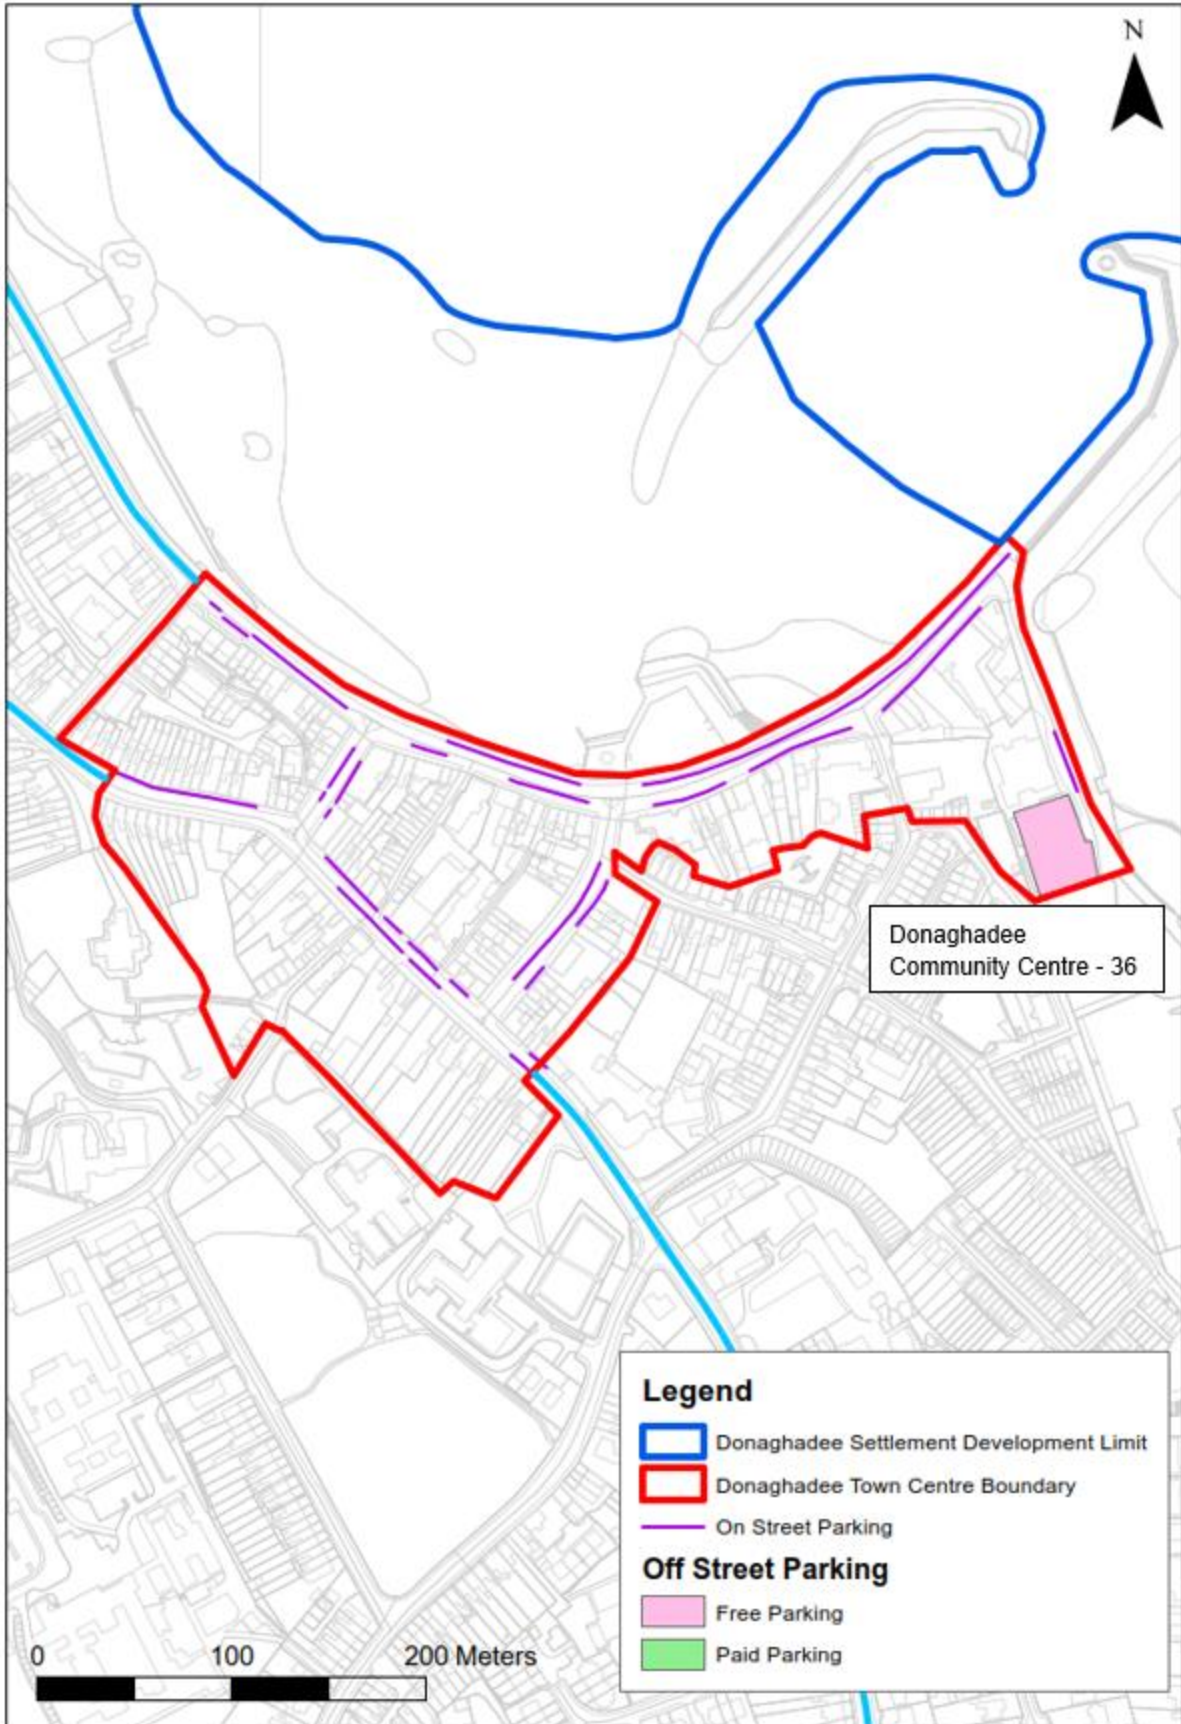 N
Donaghadee
Community Centre - 36
Legend
Donaghadee Settlement Development Limit
Donaghadee Town Centre Boundary
On Street Parking
Off Street Parking
Free Parking
Paid Parking
0 100 200 Meters